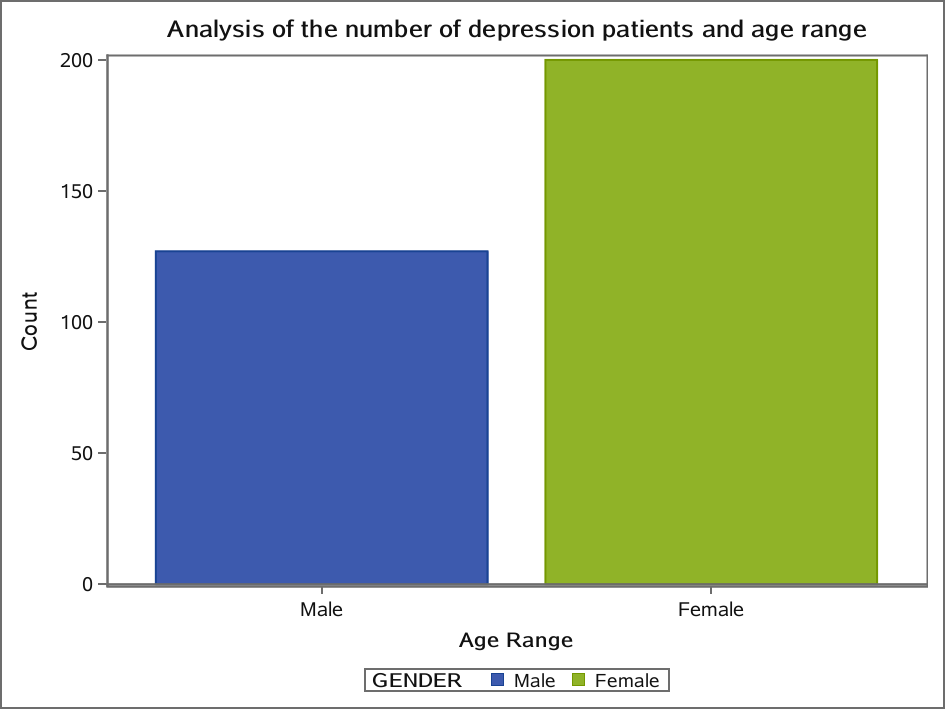 Analysis of the number of depression patients and age range
200
150
100
50
0
Count
Male Female
Age Range
GENDER Male Female